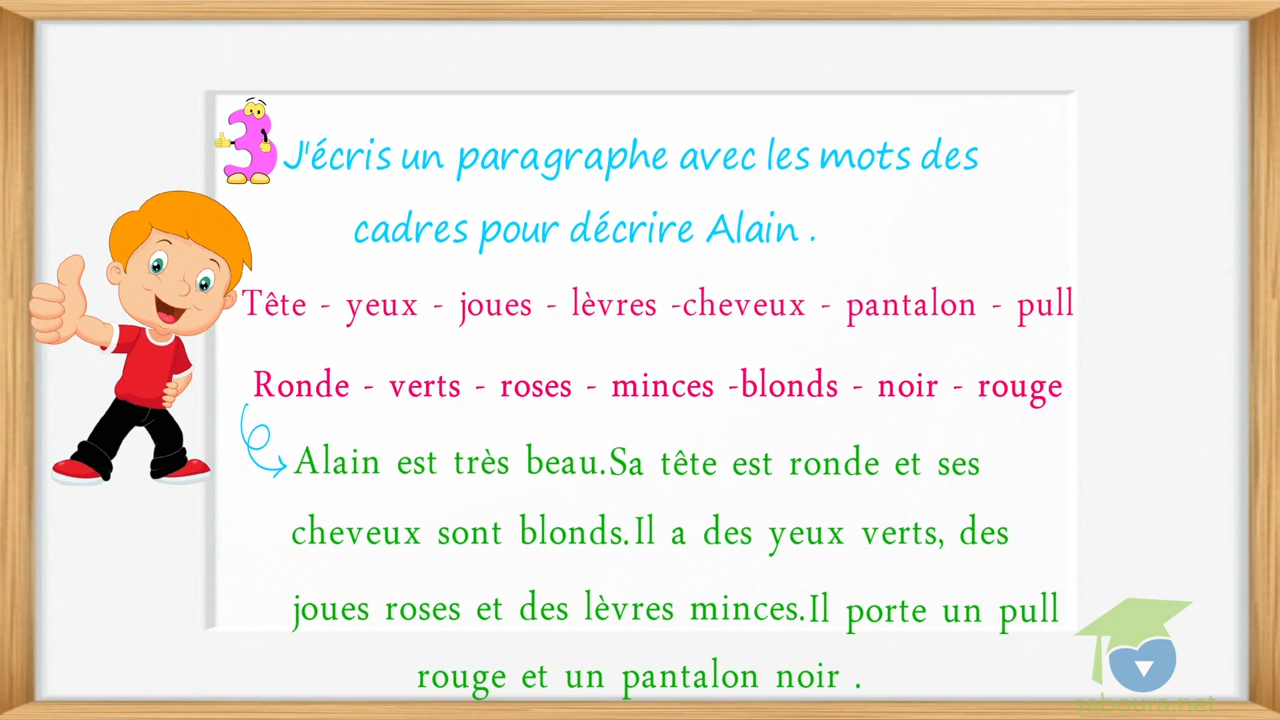 3 J'écris un paragraphe avec les mots des
cadres pour décrire Alain .
Tête - yeux - joues - lèvres -cheveux - pantalon - pull
Ronde - verts - roses - minces -blonds - noir - rouge
Alain est très beau.Sa tête est ronde et ses
cheveux sont blonds.Il a des yeux verts, des
joues roses et des lèvres minces.Il porte un pull
rouge et un pantalon noir .